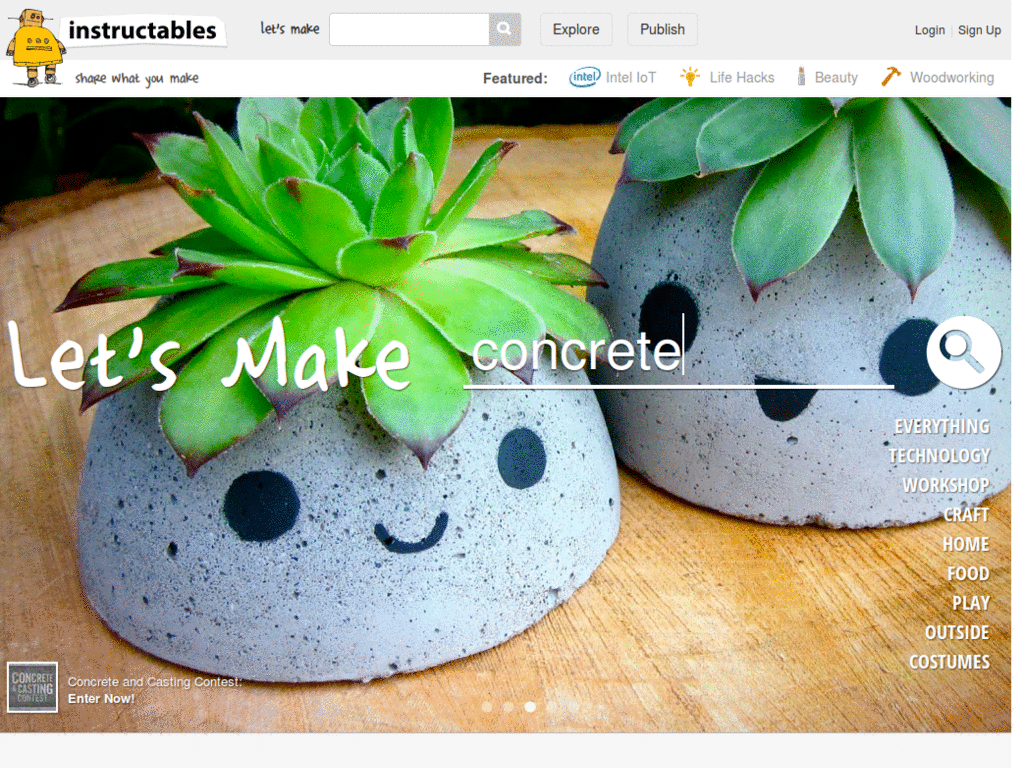 instructables
let's make
Explore
Publish
Login
Sign Up
share what you make
Featured:
intel
Intel IoT
Life Hacks
Beauty
Woodworking
Let's Make concrete
EVERYTHING
TECHNOLOGY
WORKSHOP
CRAFT
HOME
FOOD
PLAY
OUTSIDE
COSTUMES
CONCRETE
& CASTING
CONTEST
Concrete and Casting Contest:
Enter Now!